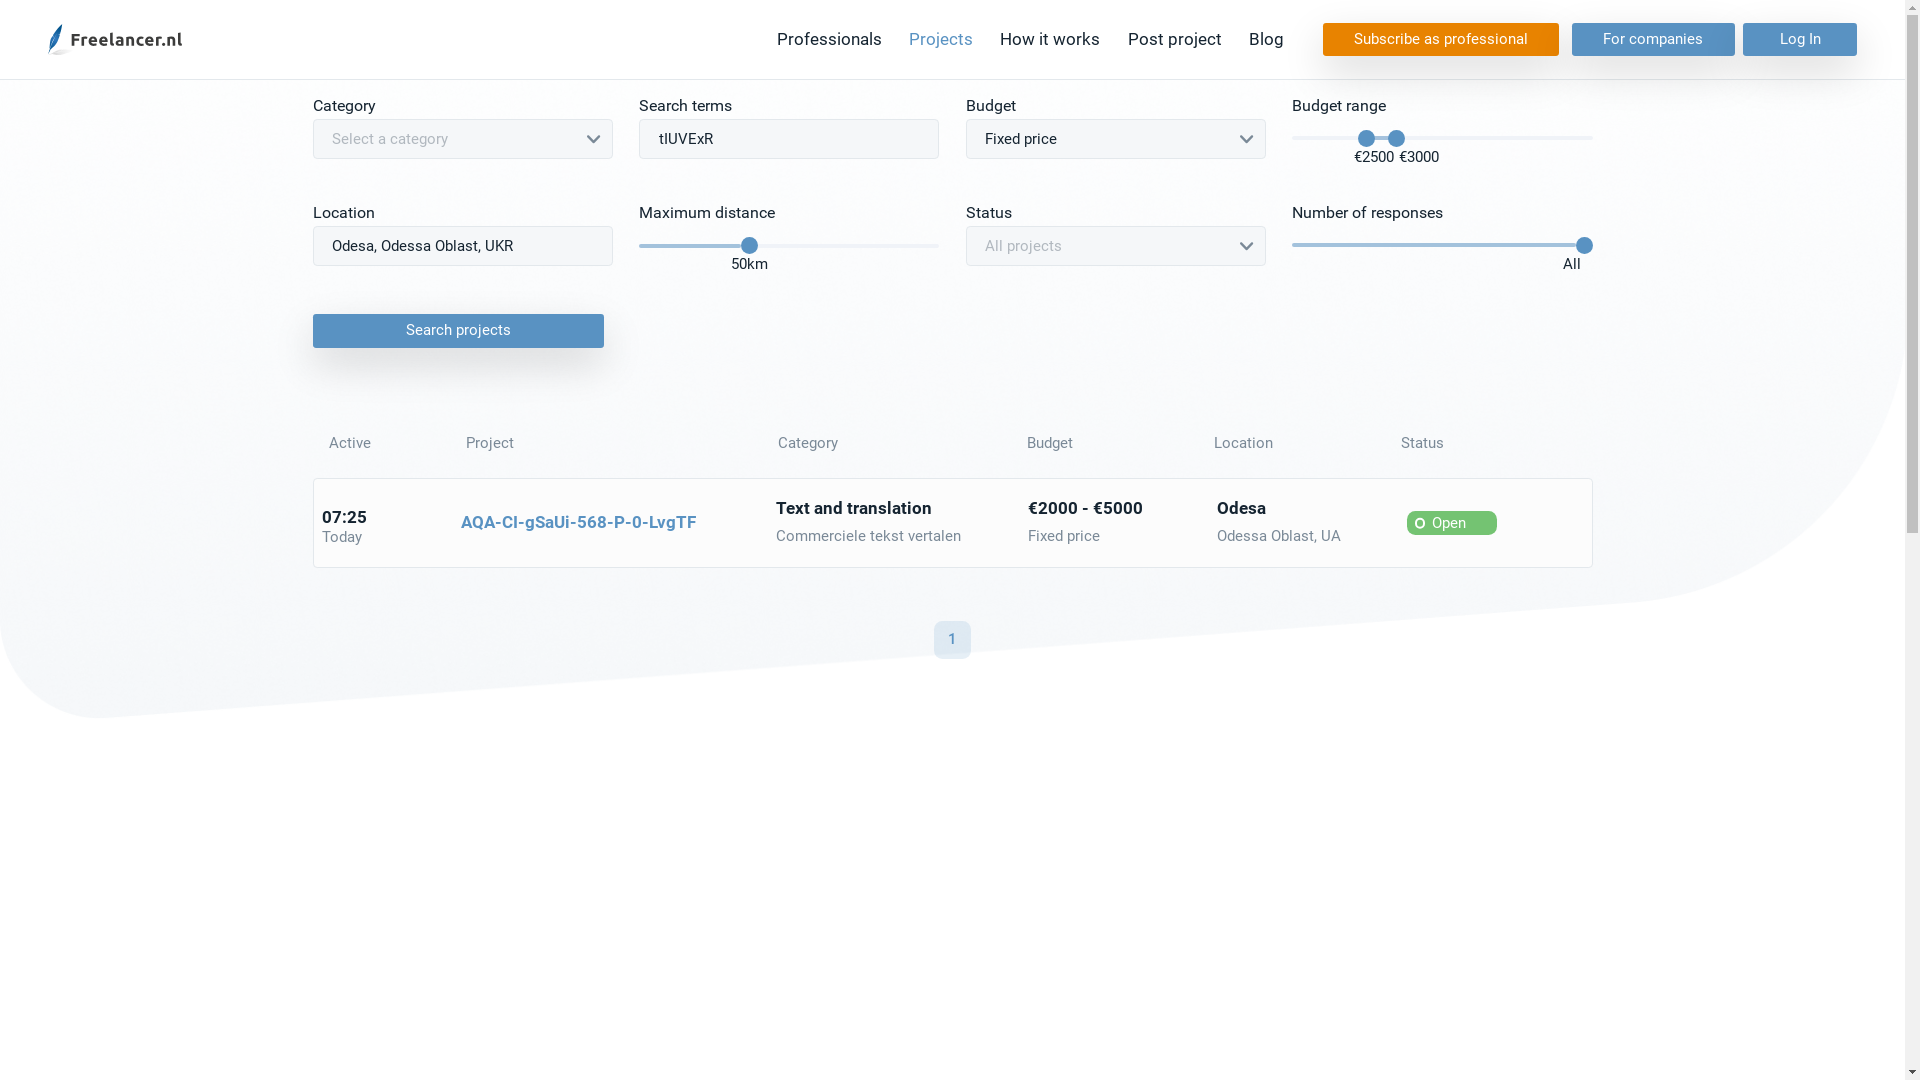 Freelancer.nl
Professionals Projects How it works Post project Blog Subscribe as professional For companies Log In
Category Search terms Budget Budget range
Select a category tIUVExR Fixed price
€2500 €3000
Location Maximum distance Status Number of responses
Odesa, Odessa Oblast, UKR All projects
50km All
Search projects
Active Project Category Budget Location Status
07:25 AQA-CI-gSaUi-568-P-0-LvgTF Text and translation €2000 - €5000 Odesa Open
Today Commerciele tekst vertalen Fixed price Odessa Oblast, UA
1